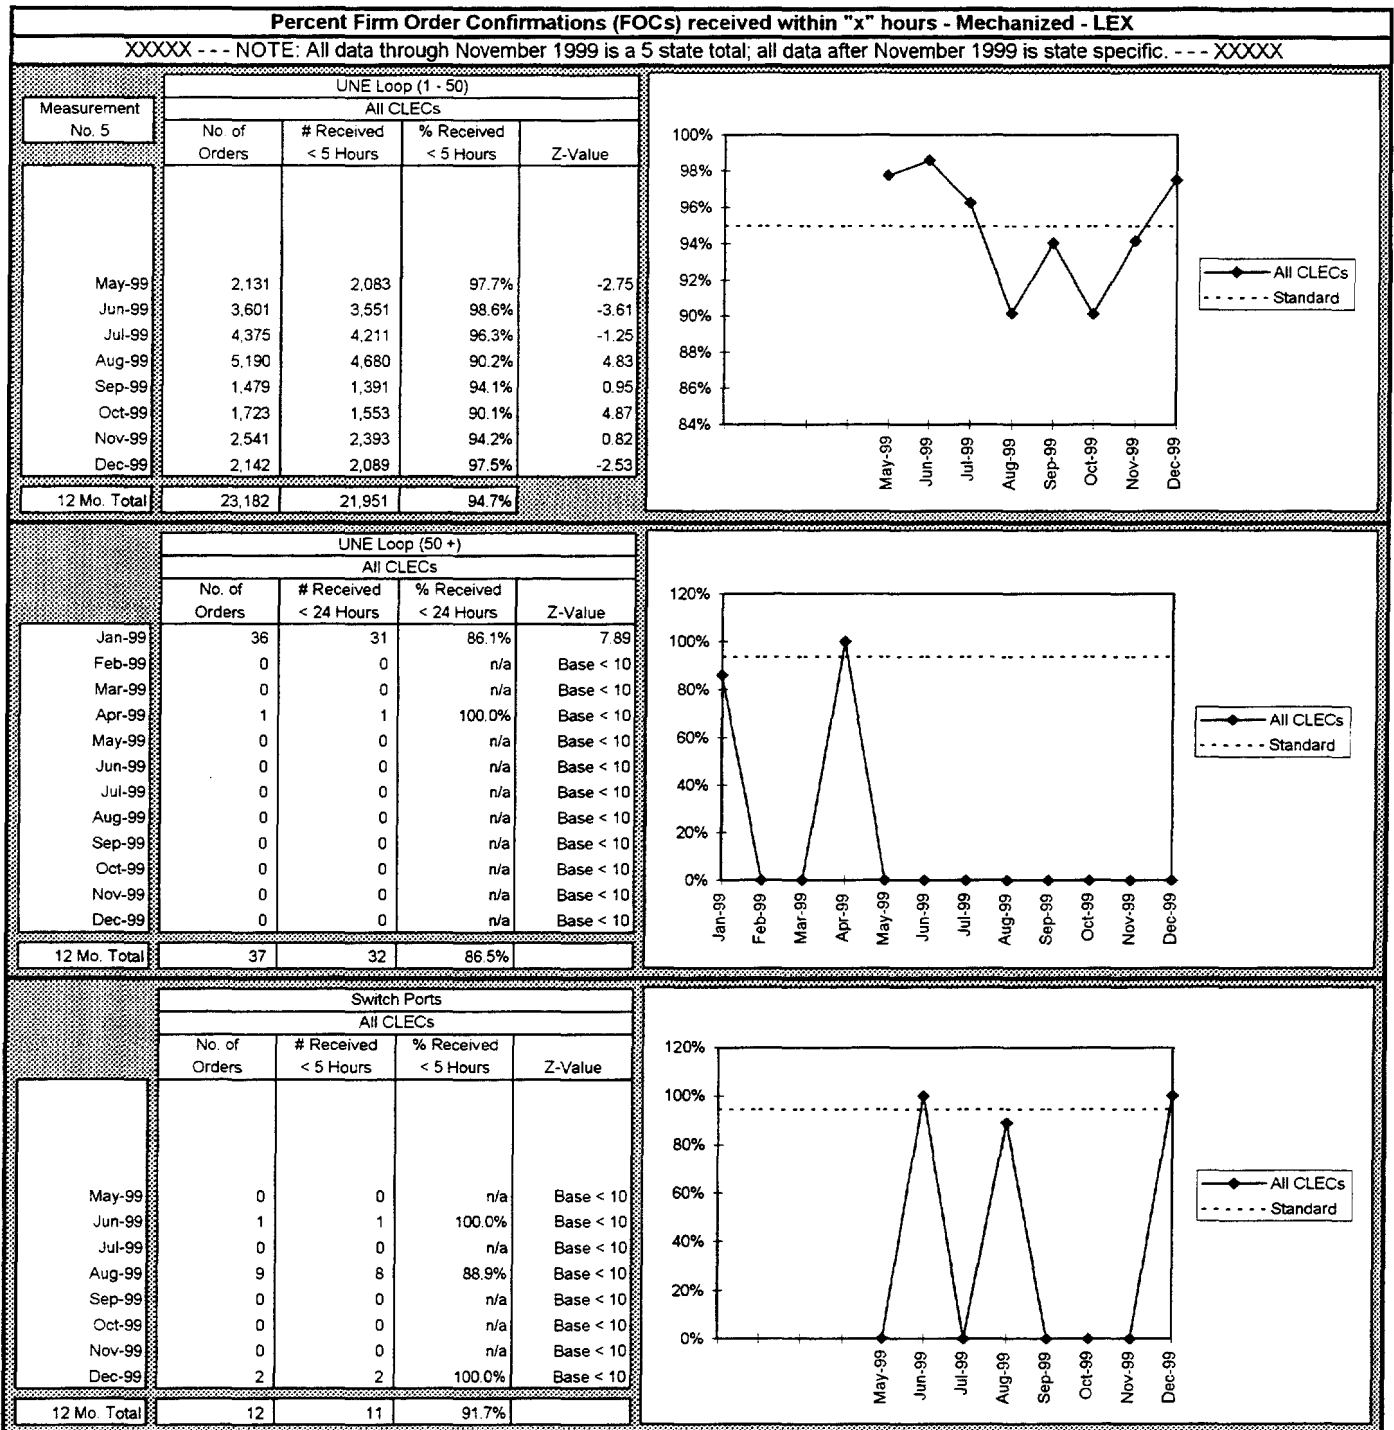 Percent Firm Order Confirmations (FOCs) received within "x" hours - Mechanized - LEX
XXXXX - - - NOTE: All data through November 1999 is a 5 state total; all data after November 1999 is state specific. - - - XXXXX
Measurement
No. 5
UNE Loop (1 - 50)
All CLECs
No. of Orders # Received < 5 Hours % Received < 5 Hours Z-Value
May-99 2,131 2,083 97.7% -2.75
Jun-99 3,601 3,551 98.6% -3.61
Jul-99 4,375 4,211 96.3% -1.25
Aug-99 5,190 4,680 90.2% 4.83
Sep-99 1,479 1,391 94.1% 0.95
Oct-99 1,723 1,553 90.1% 4.87
Nov-99 2,541 2,393 94.2% 0.82
Dec-99 2,142 2,089 97.5% -2.53
12 Mo. Total 23,182 21,951 94.7%
100%
98%
96%
94%
92%
90%
88%
86%
84%
May-99 Jun-99 Jul-99 Aug-99 Sep-99 Oct-99 Nov-99 Dec-99
All CLECs
Standard
UNE Loop (50 +)
All CLECs
No. of Orders # Received < 24 Hours % Received < 24 Hours Z-Value
Jan-99 36 31 86.1% 7.89
Feb-99 0 0 n/a Base < 10
Mar-99 0 0 n/a Base < 10
Apr-99 1 1 100.0% Base < 10
May-99 0 0 n/a Base < 10
Jun-99 0 0 n/a Base < 10
Jul-99 0 0 n/a Base < 10
Aug-99 0 0 n/a Base < 10
Sep-99 0 0 n/a Base < 10
Oct-99 0 0 n/a Base < 10
Nov-99 0 0 n/a Base < 10
Dec-99 0 0 n/a Base < 10
12 Mo. Total 37 32 86.5%
120%
100%
80%
60%
40%
20%
0%
Jan-99 Feb-99 Mar-99 Apr-99 May-99 Jun-99 Jul-99 Aug-99 Sep-99 Oct-99 Nov-99 Dec-99
All CLECs
Standard
Switch Ports
All CLECs
No. of Orders # Received < 5 Hours % Received < 5 Hours Z-Value
May-99 0 0 n/a Base < 10
Jun-99 1 1 100.0% Base < 10
Jul-99 0 0 n/a Base < 10
Aug-99 9 8 88.9% Base < 10
Sep-99 0 0 n/a Base < 10
Oct-99 0 0 n/a Base < 10
Nov-99 0 0 n/a Base < 10
Dec-99 2 2 100.0% Base < 10
12 Mo. Total 12 11 91.7%
120%
100%
80%
60%
40%
20%
0%
May-99 Jun-99 Jul-99 Aug-99 Sep-99 Oct-99 Nov-99 Dec-99
All CLECs
Standard